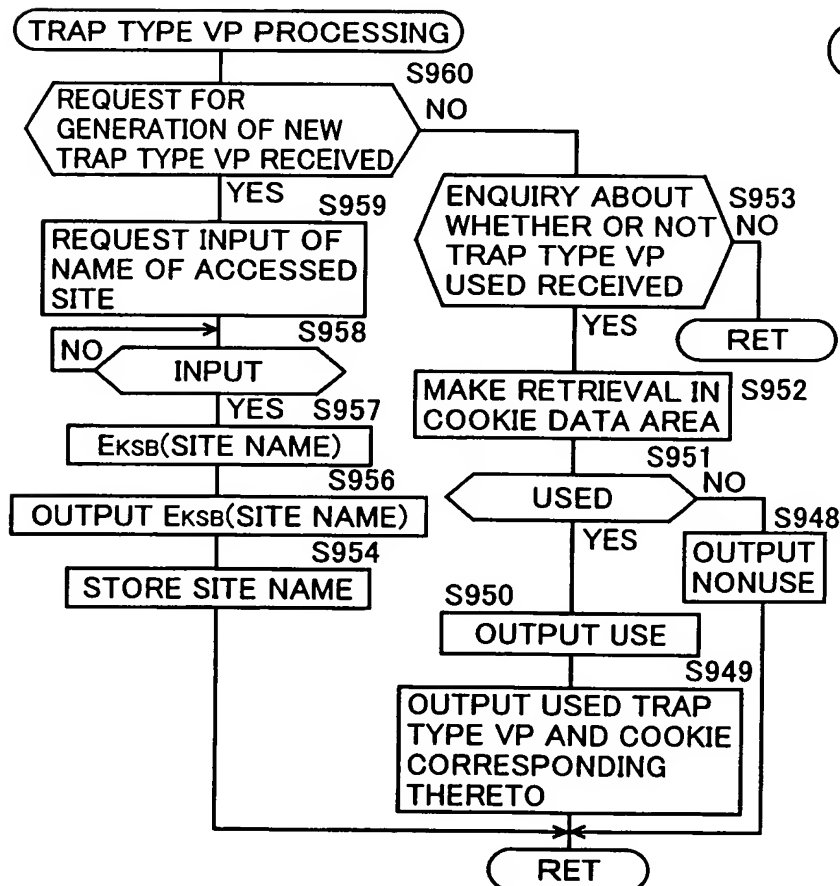 TRAP TYPE VP PROCESSING
S960
REQUEST FOR
GENERATION OF NEW
TRAP TYPE VP RECEIVED
NO
YES
S959
REQUEST INPUT OF
NAME OF ACCESSED
SITE
S958
NO
INPUT
YES
S957
EKSB(SITE NAME)
S956
OUTPUT EKSB(SITE NAME)
S954
STORE SITE NAME
ENQUIRY ABOUT
WHETHER OR NOT
TRAP TYPE VP
USED RECEIVED
S953
NO
YES
RET
MAKE RETRIEVAL IN
COOKIE DATA AREA
S952
S951
USED
NO
YES
S948
OUTPUT
NONUSE
S950
OUTPUT USE
S949
OUTPUT USED TRAP
TYPE VP AND COOKIE
CORRESPONDING
THERETO
RET